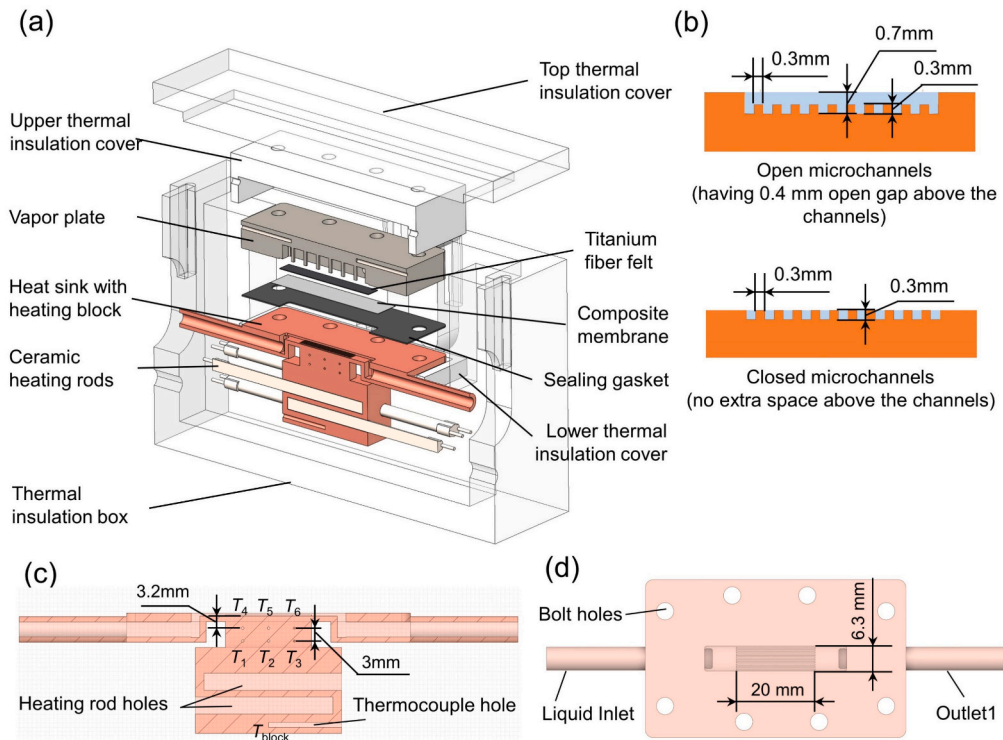 (a)
Top thermal
insulation cover
Upper thermal
insulation cover
Vapor plate
Heat sink with
heating block
Ceramic
heating rods
Thermal
insulation box
Titanium
fiber felt
Composite
membrane
Sealing gasket
Lower thermal
insulation cover
(b)
0.7mm
0.3mm
0.3mm
Open microchannels
(having 0.4 mm open gap above the
channels)
0.3mm
0.3mm
Closed microchannels
(no extra space above the channels)
(c)
3.2mm
T4 T5 T6
T1 T2 T3
3mm
Heating rod holes
Thermocouple hole
Tblock
(d)
Bolt holes
6.3 mm
20 mm
Liquid Inlet
Outlet1